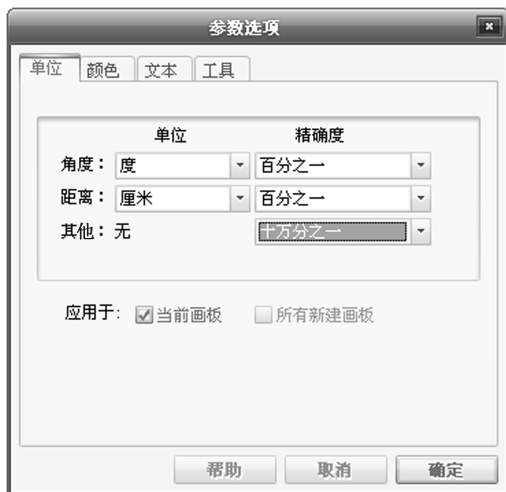 参数选项
单位 颜色 文本 工具
单位 精确度
角度： 度 百分之一
距离： 厘米 百分之一
其他： 无 十万分之一
应用于： 当前画板 所有新建画板
帮助 取消 确定